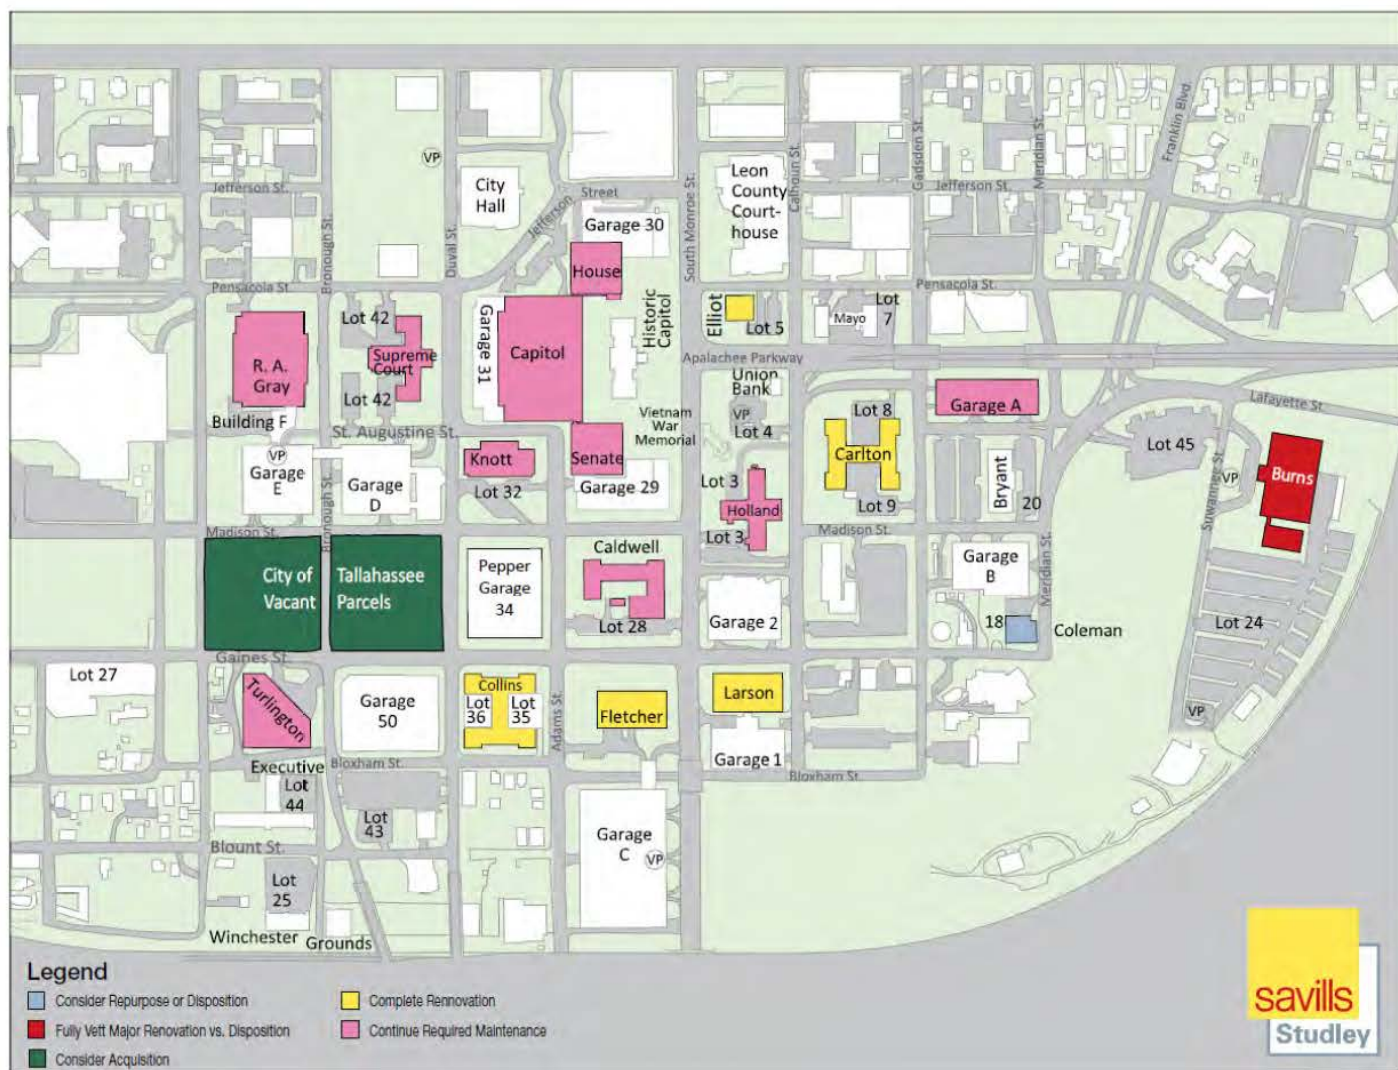 VP
City
Hall
Leon
County
Court-
house
Franklin Blvd.
Gadsden St.
Meridian St.
Calhoun St.
South Monroe St.
Jefferson St.
Jefferson
Street
Jefferson St.
Bronough St.
Duval St.
Garage 30
House
Pensacola St.
Pensacola St.
Elliot
Lot 5
Mayo
Lot
7
Lot 42
Garage 31
Capitol
Historic
Capitol
Supreme
Court
Apalachee Parkway
R. A.
Gray
Union
Bank
Lot 42
Building F
St. Augustine St.
VP
Vietnam
War
Memorial
Lot 4
Lot 8
Garage A
Lafayette St.
Carlton
Lot 45
VP
Garage
E
Garage
D
Knott
Lot 32
Senate
Garage 29
Lot 3
Holland
Lot 9
Bryant
20
Suwannee St.
VP
Burns
Madison St.
Bronough St.
Lot 3
Madison St.
City of
Vacant
Tallahassee
Parcels
Pepper
Garage
34
Caldwell
Lot 28
Garage 2
Garage
B
Meridian St.
18
Coleman
Lot 24
Gaines St.
Lot 27
Turlington
Garage
50
Collins
Lot
36
Lot
35
Adams St.
Fletcher
Larson
Garage 1
VP
Executive
Bloxham St.
Bloxham St.
Lot
44
Lot
43
Garage
C
VP
Blount St.
Lot
25
Winchester
Grounds
Legend
Consider Repurpose or Disposition
Fully Vett Major Renovation vs. Disposition
Consider Acquisition
Complete Rennovation
Continue Required Maintenance
savills
Studley